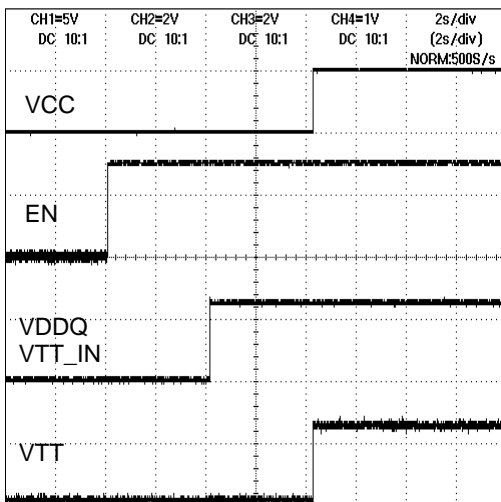 CH1=5V CH2=2V CH3=2V CH4=1V 2s/div
DC 10:1 DC 10:1 DC 10:1 DC 10:1 (2s/div)
NORM:500S/s
VCC
EN
VDDQ
VTT_IN
VTT